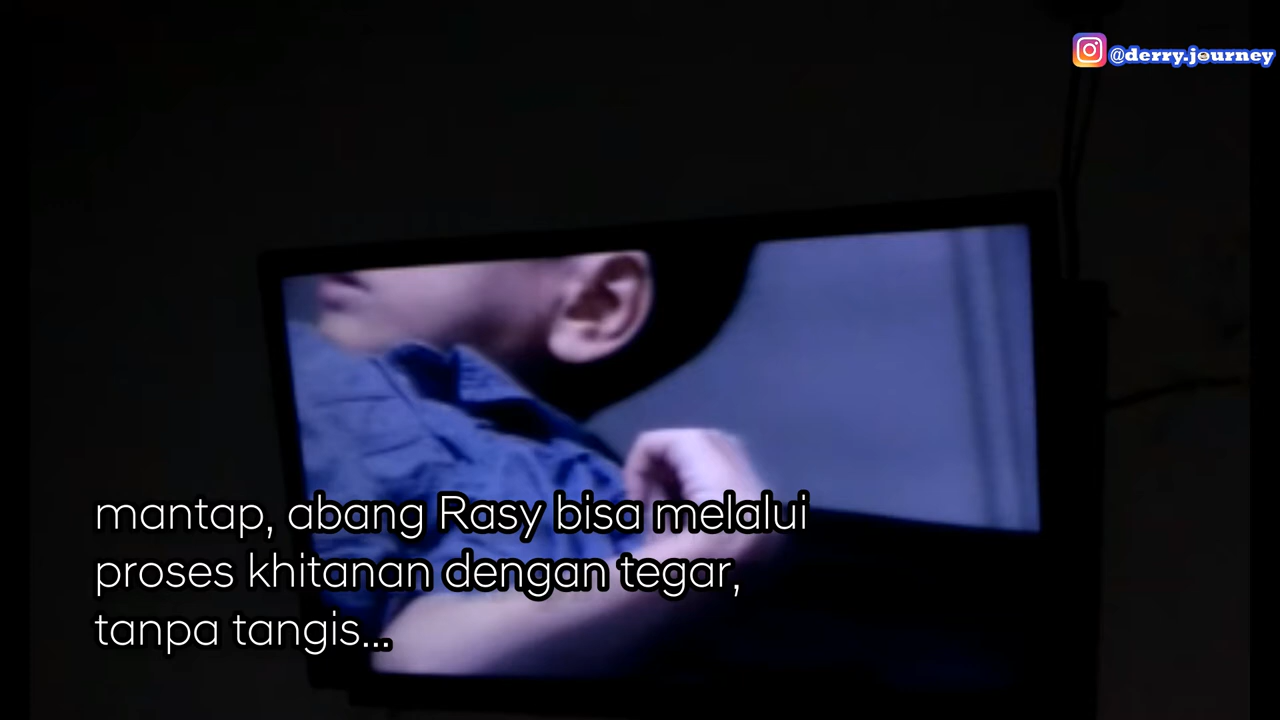 @derry.journey
mantap, abang Rasy bisa melalui
proses khitanan dengan tegar,
tanpa tangis...